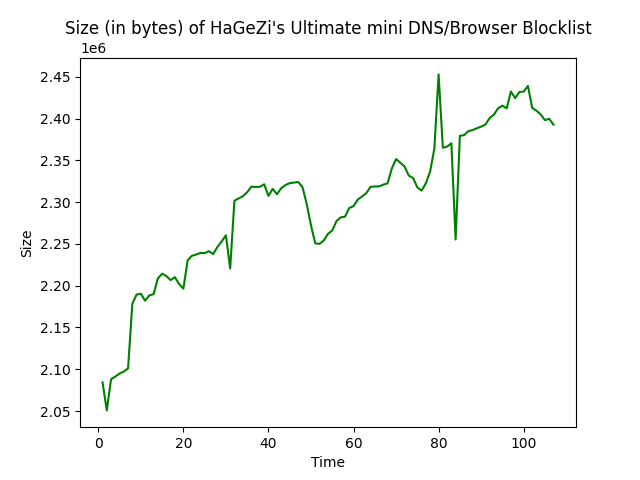 Size (in bytes) of HaGeZi's Ultimate mini DNS/Browser Blocklist
1e6
2.45
2.40
2.35
2.30
2.25
2.20
2.15
2.10
2.05
Size
0 20 40 60 80 100
Time